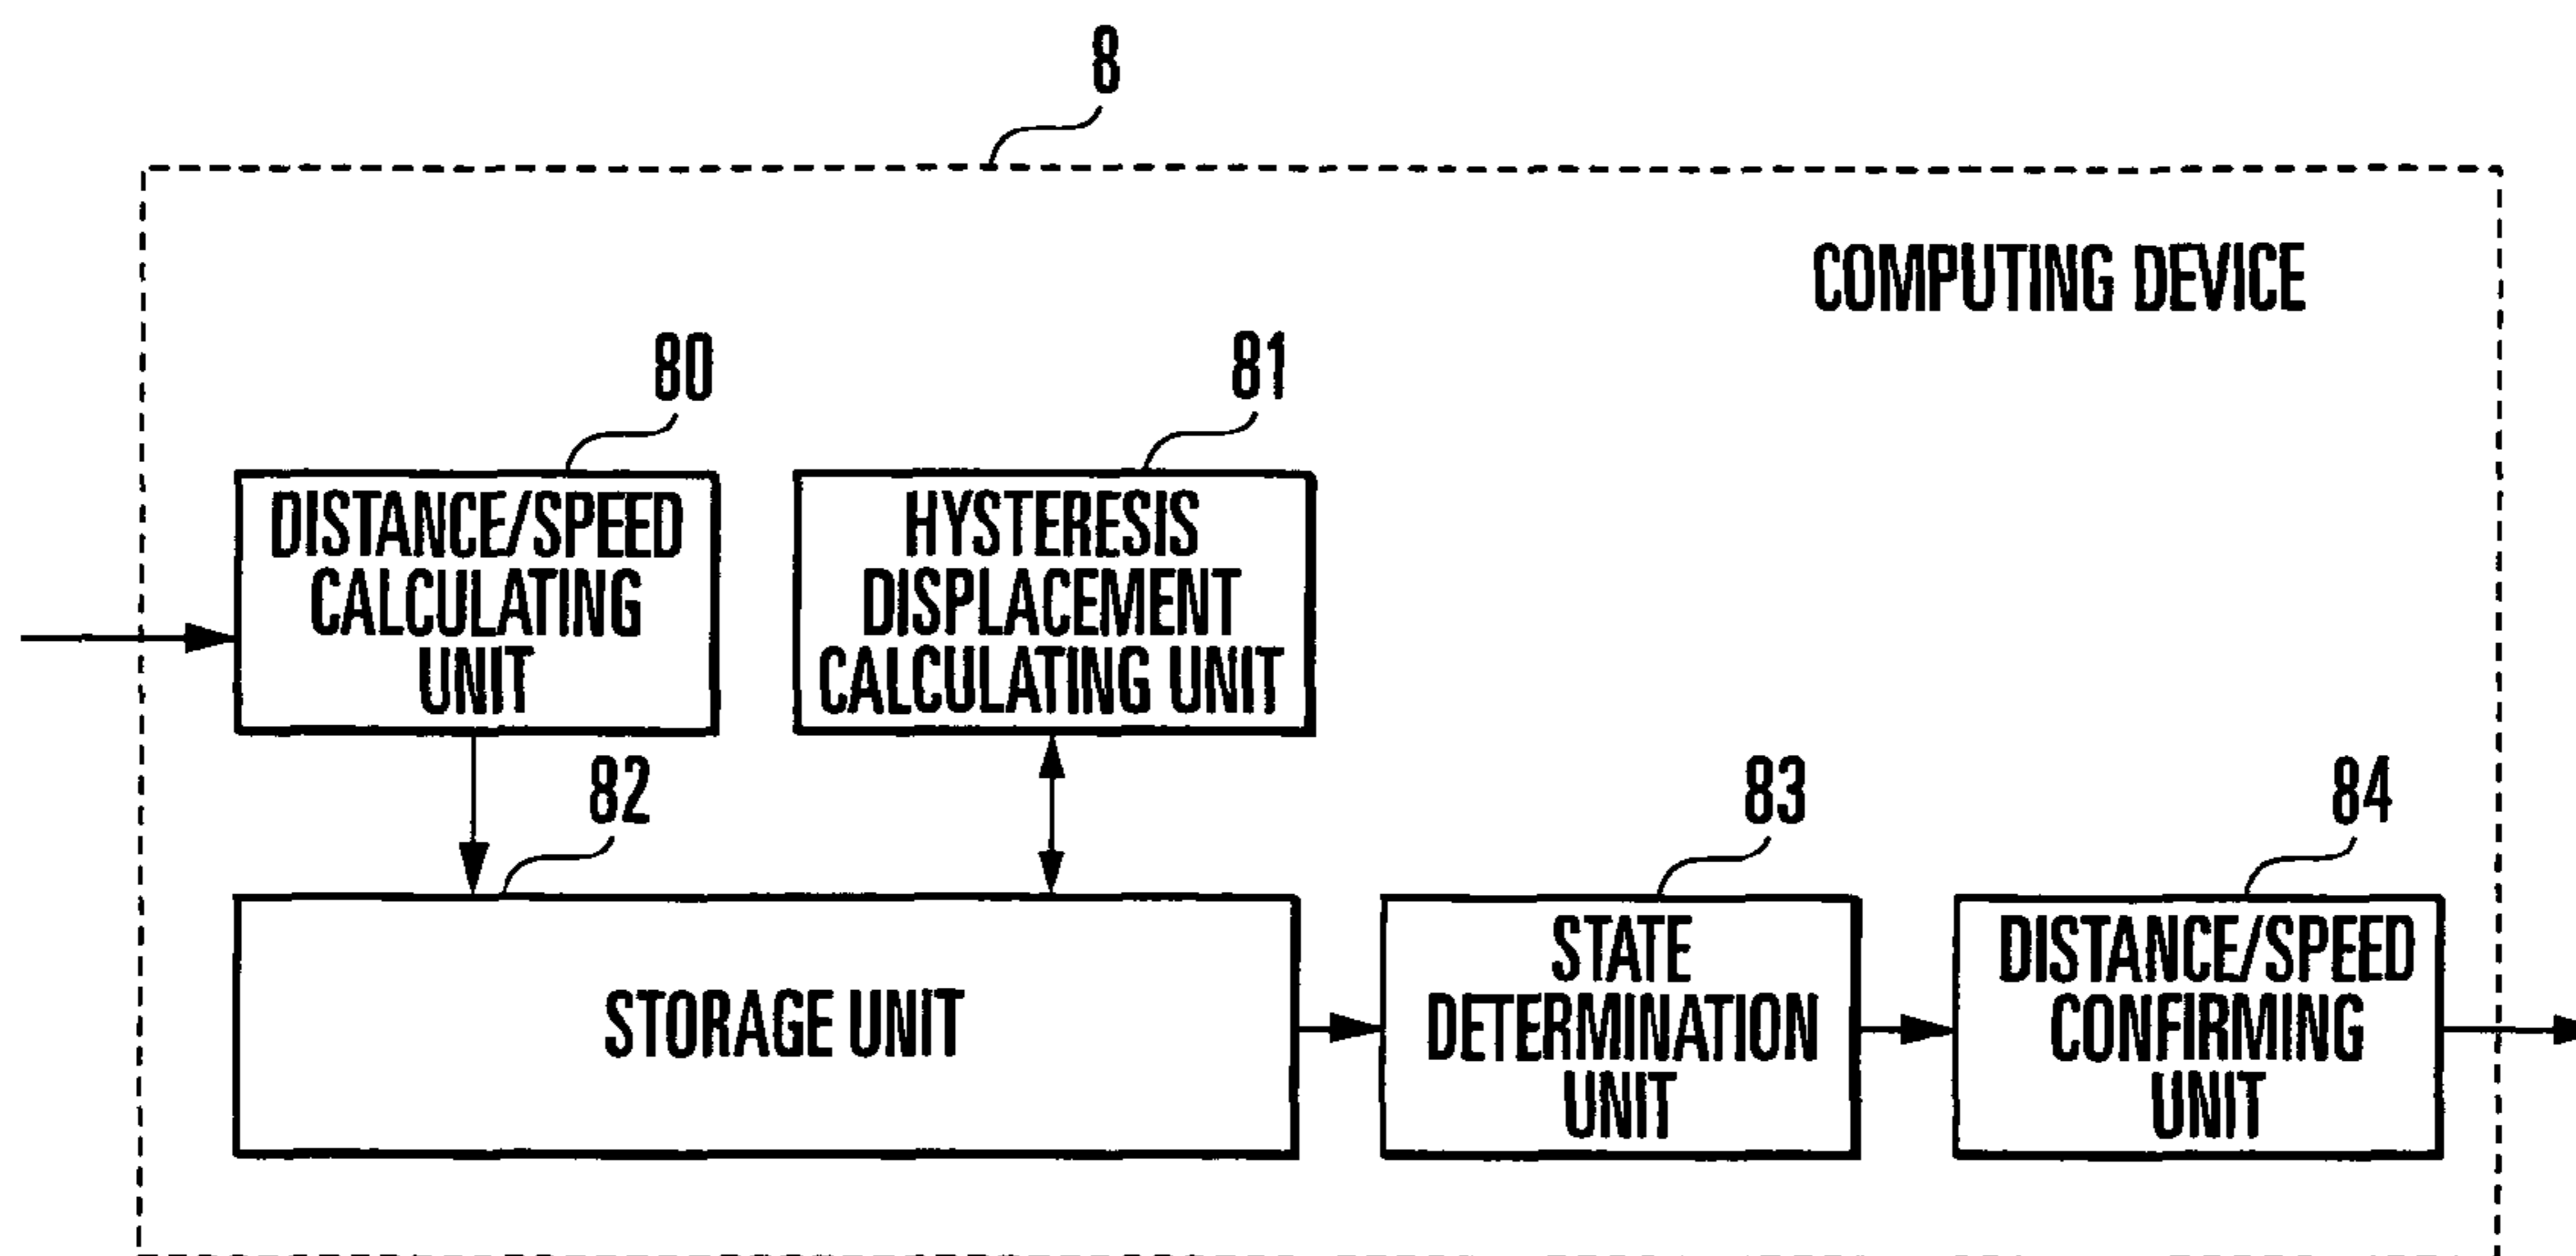 8
COMPUTING DEVICE
80
81
DISTANCE/SPEED
CALCULATING
UNIT
HYSTERESIS
DISPLACEMENT
CALCULATING UNIT
82
83
84
STORAGE UNIT
STATE
DETERMINATION
UNIT
DISTANCE/SPEED
CONFIRMING
UNIT